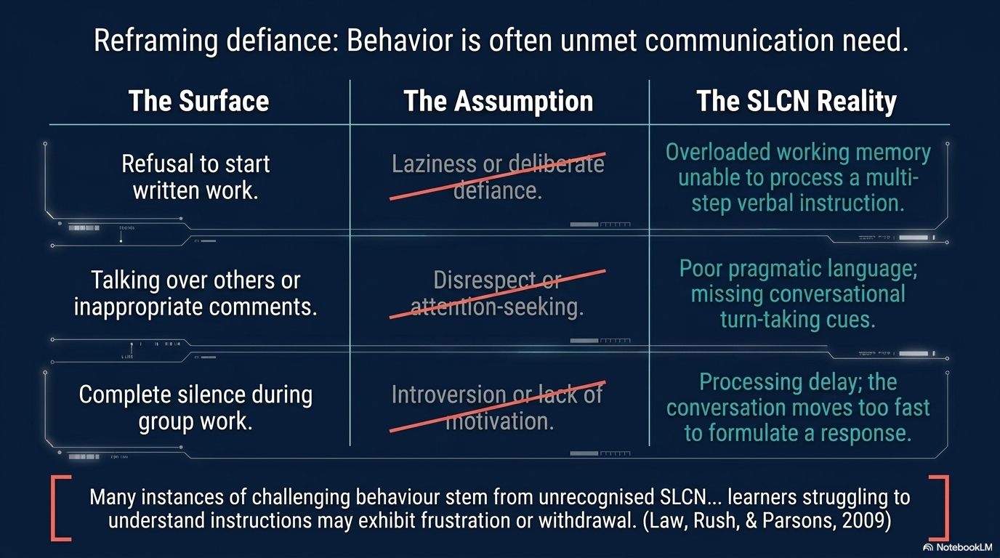 Reframing defiance: Behavior is often unmet communication need.
The Surface
The Assumption
The SLCN Reality
Refusal to start
written work.
Laziness or deliberate
defiance.
Overloaded working memory
unable to process a multi-
step verbal instruction.
Talking over others or
inappropriate comments.
Disrespect or
attention-seeking.
Poor pragmatic language;
missing conversational
turn-taking cues.
Complete silence during
group work.
Introversion or lack of
motivation.
Processing delay; the
conversation moves too fast
to formulate a response.
Many instances of challenging behaviour stem from unrecognised SLCN... learners struggling to
understand instructions may exhibit frustration or withdrawal. (Law, Rush, & Parsons, 2009)
NotebookLM